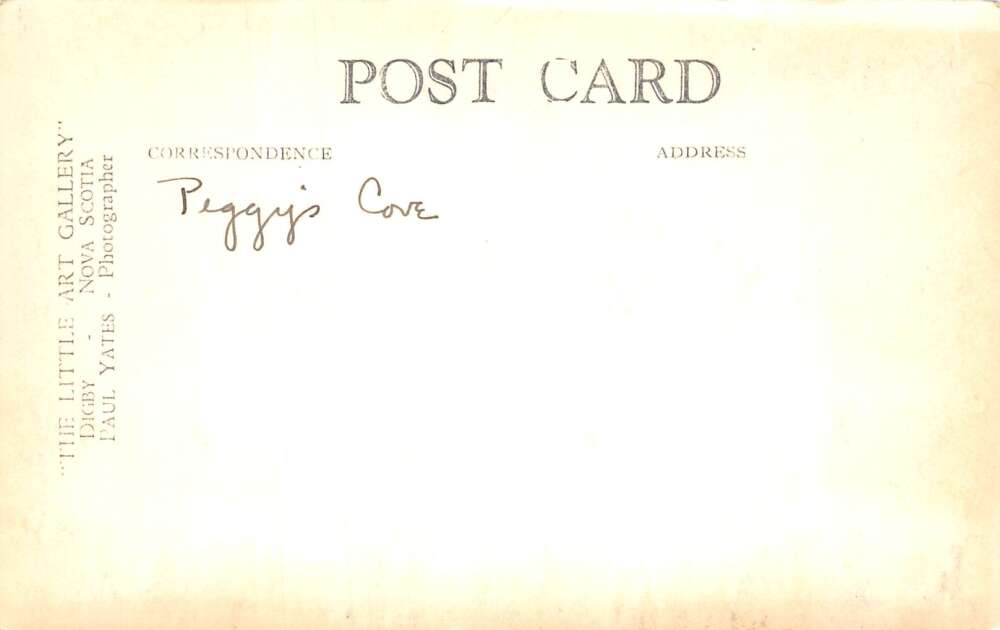 POST CARD
CORRESPONDENCE
ADDRESS
Peggy's Cove
"THE LITTLE ART GALLERY"
DIGBY - NOVA SCOTIA
PAUL YATES - Photographer